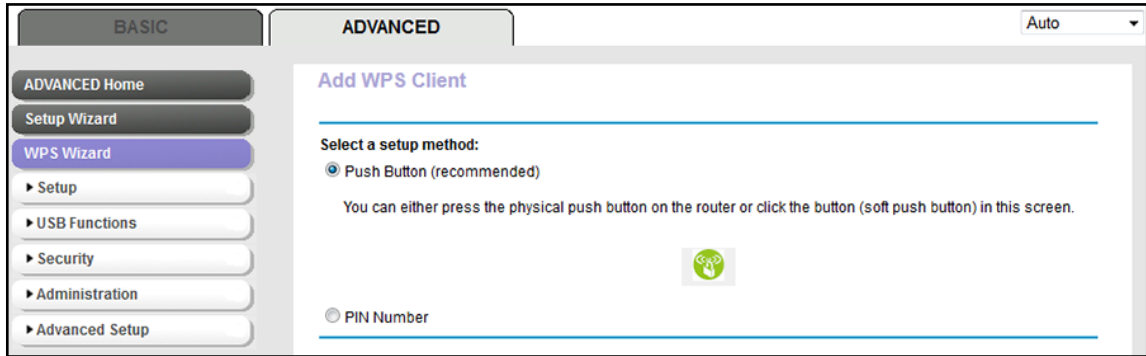 BASIC
ADVANCED
Auto
ADVANCED Home
Setup Wizard
WPS Wizard
Setup
USB Functions
Security
Administration
Advanced Setup
Add WPS Client
Select a setup method:
Push Button (recommended)
You can either press the physical push button on the router or click the button (soft push button) in this screen.
PIN Number